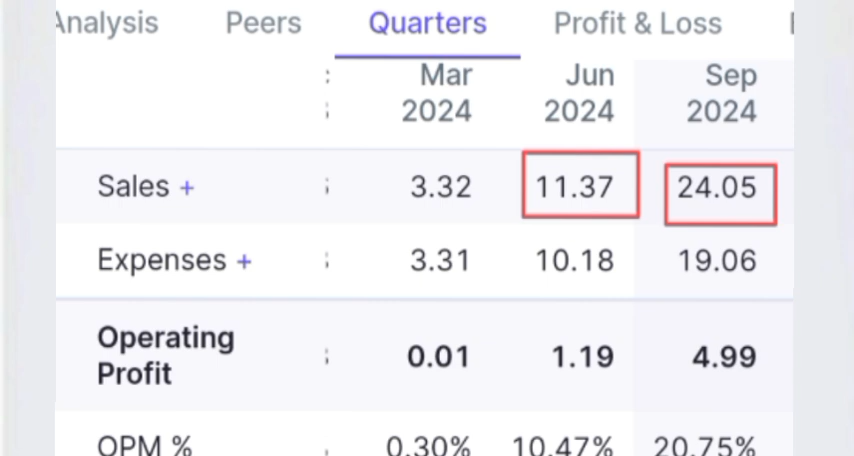 Analysis Peers Quarters Profit & Loss
Mar 2024 Jun 2024 Sep 2024
Sales + 3.32 11.37 24.05
Expenses + 3.31 10.18 19.06
Operating Profit 0.01 1.19 4.99
OPM % 0.30% 10.47% 20.75%